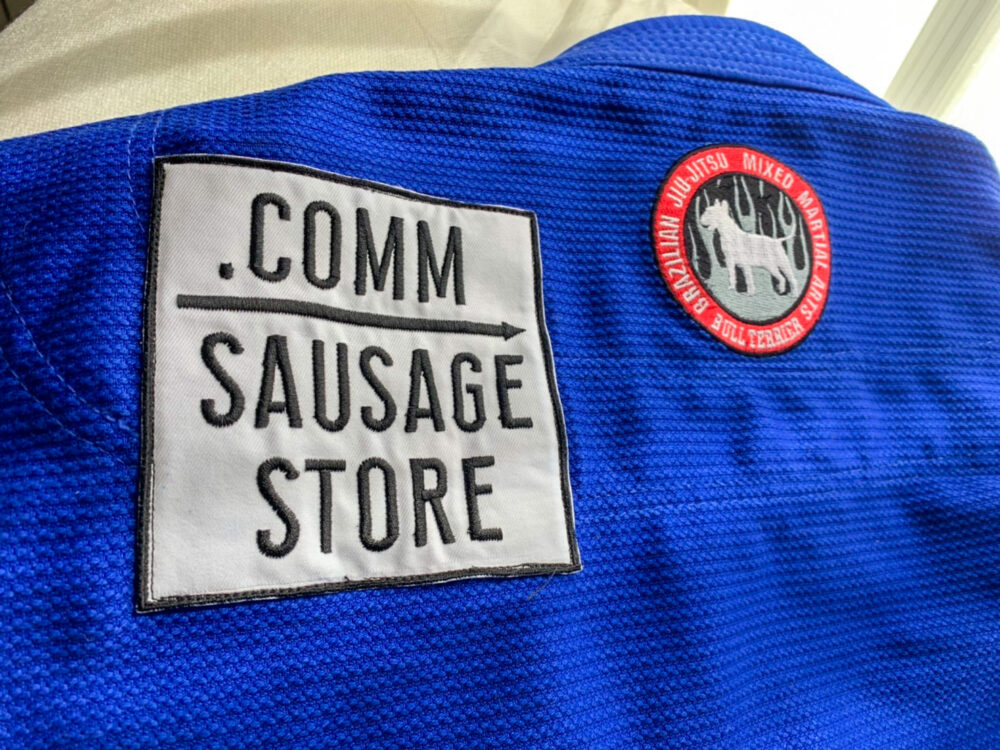 .COMM
SAUSAGE
STORE
BRAZILIAN JIU-JITSU MIXED MARTIAL ARTS
BULL TERRIER